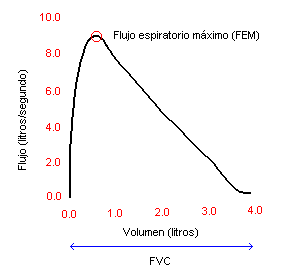 10.0
Flujo espiratorio máximo (FEM)
8.0
6.0
4.0
2.0
0.0
Flujo (litros/segundo)
0.0 1.0 2.0 3.0 4.0
Volumen (litros)
FVC